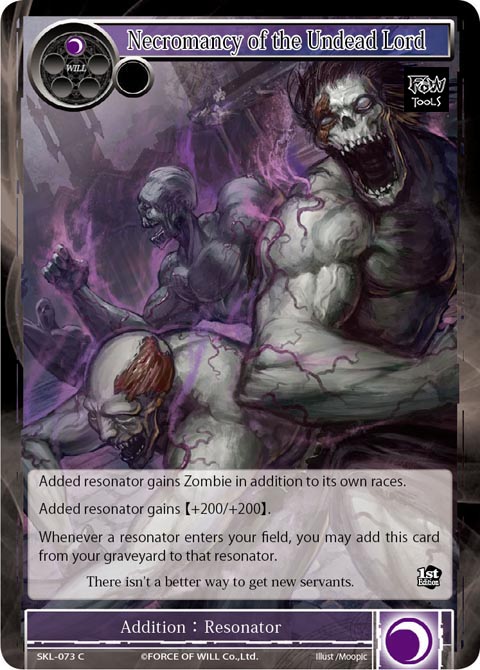 Necromancy of the Undead Lord
WILL
FOW
TOOLS
Added resonator gains Zombie in addition to its own races.
Added resonator gains【+200/+200】.
Whenever a resonator enters your field, you may add this card
from your graveyard to that resonator.
There isn't a better way to get new servants.
1st
Edition
Addition : Resonator
SKL-073 C ©FORCE OF WILL Co.,Ltd. Illust /Moopic